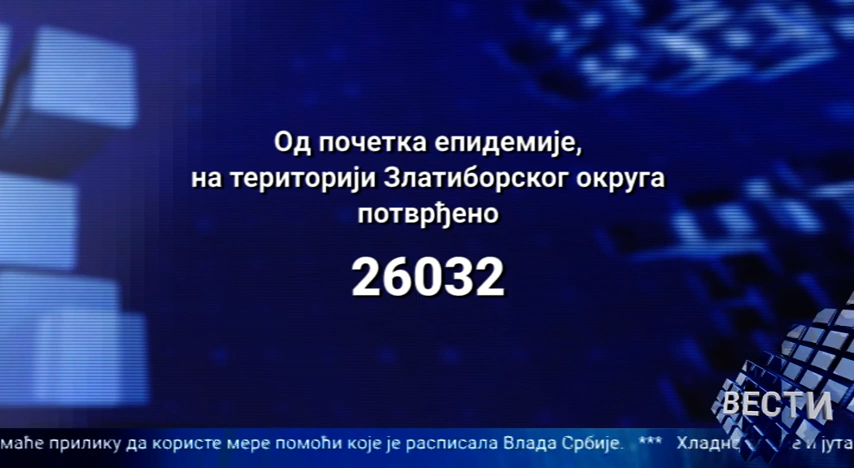 Од почетка епидемије,
на територији Златиборског округа
потврђено
26032
ВЕСТИ
маће прилику да користе мере помоћи које је расписала Влада Србије. *** и јута